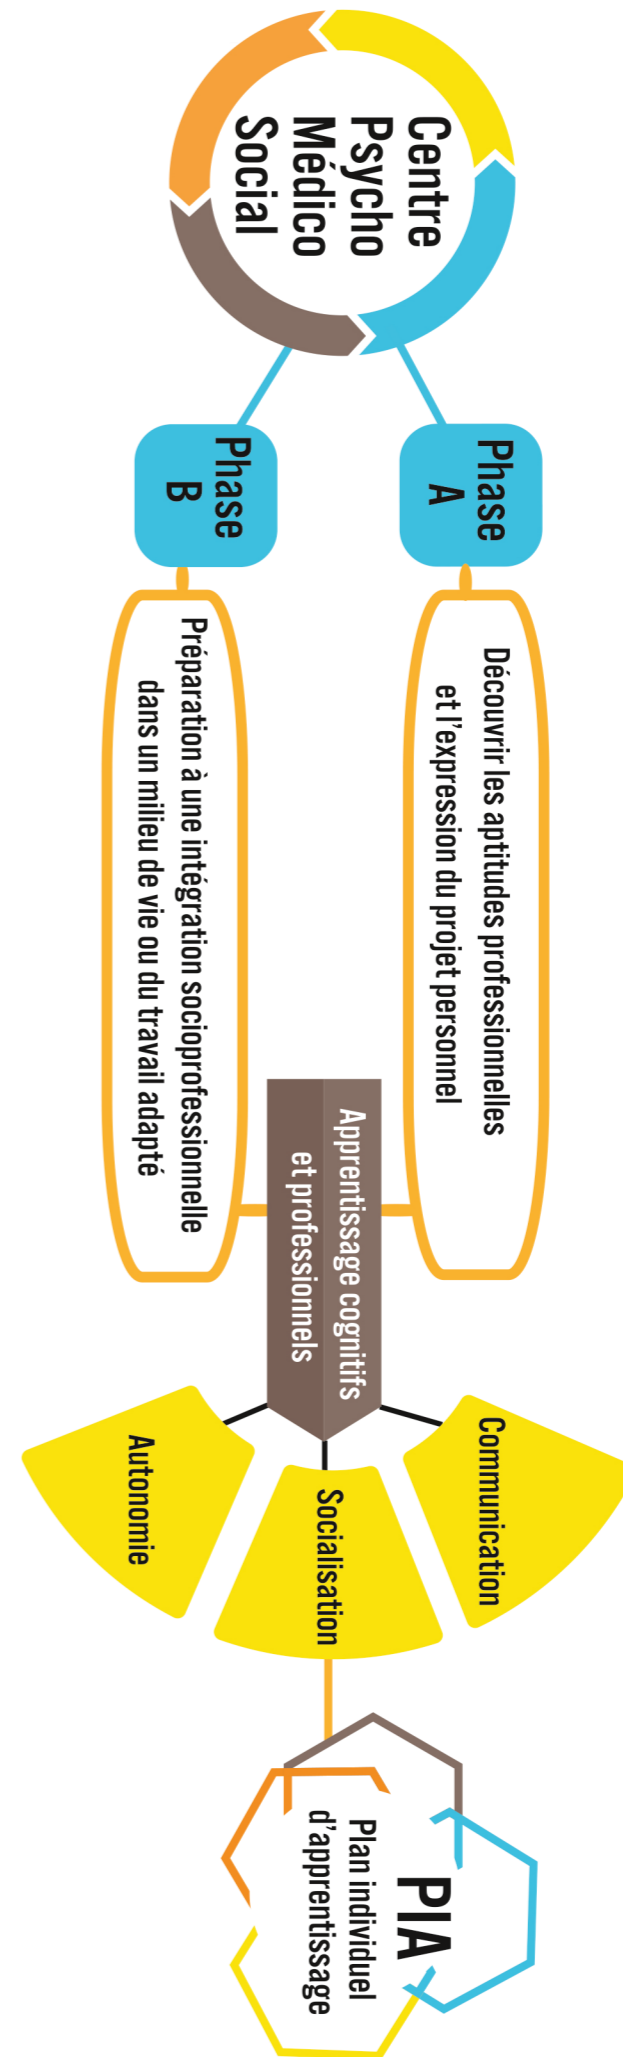 Centre
Psycho
Médico
Social
Phase
A
Découvrir les aptitudes professionnelles
et l'expression du projet personnel
Phase
B
Préparation à une intégration socioprofessionnelle
dans un milieu de vie ou du travail adapté
Apprentissage cognitifs
et professionnels
Communication
Socialisation
Autonomie
PIA
Plan individuel
d'apprentissage